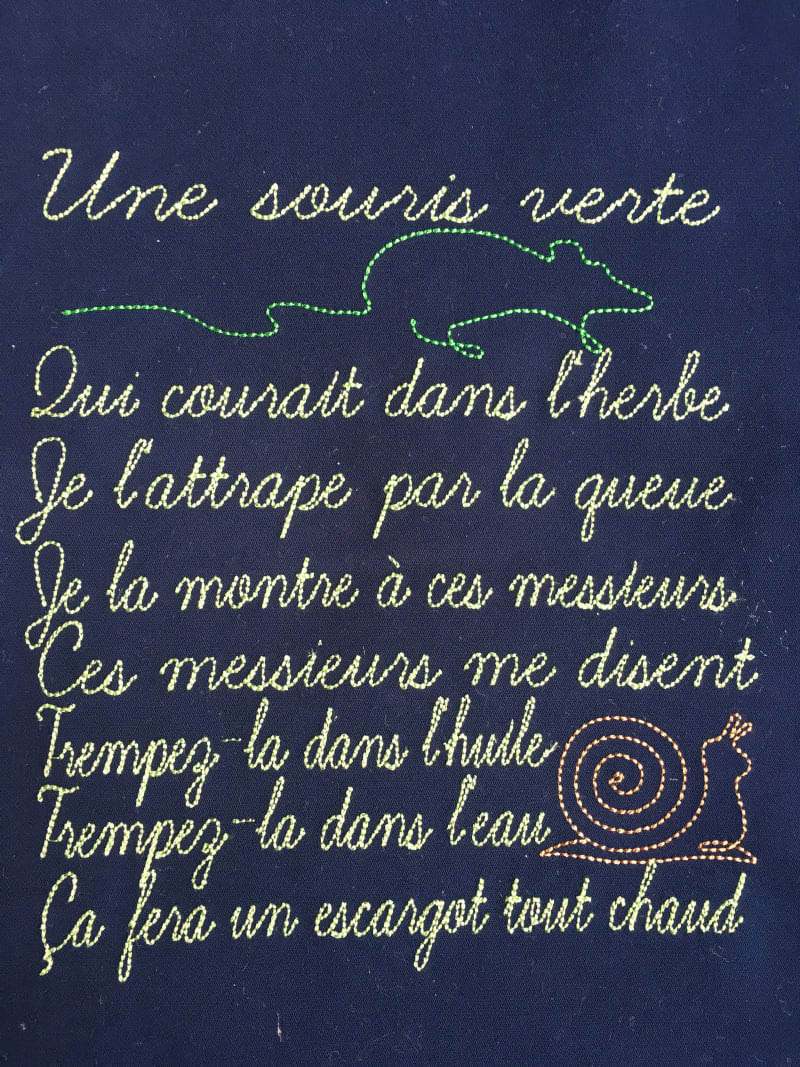 Une souris verte
Qui courait dans l'herbe
Je l'attrape par la queue
Je la montre à ces messieurs
Ces messieurs me disent
Trempez-la dans l'huile
Trempez-la dans l'eau
Ça fera un escargot tout chaud